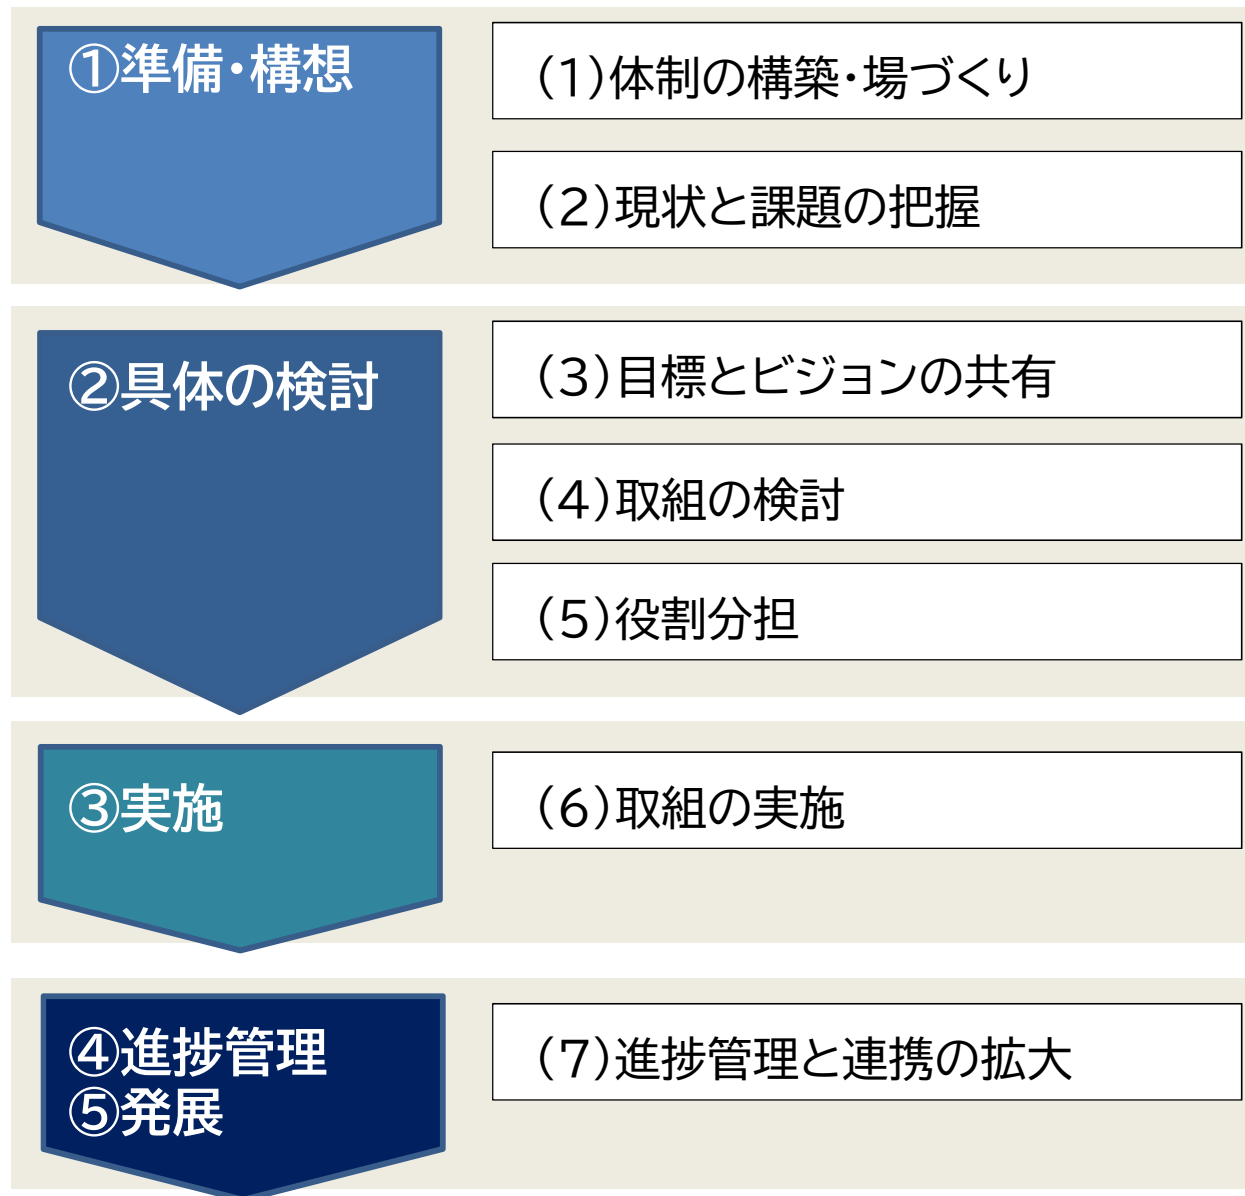 ①準備・構想
（1）体制の構築・場づくり
（2）現状と課題の把握
②具体の検討
（3）目標とビジョンの共有
（4）取組の検討
（5）役割分担
③実施
（6）取組の実施
④進捗管理
⑤発展
（7）進捗管理と連携の拡大